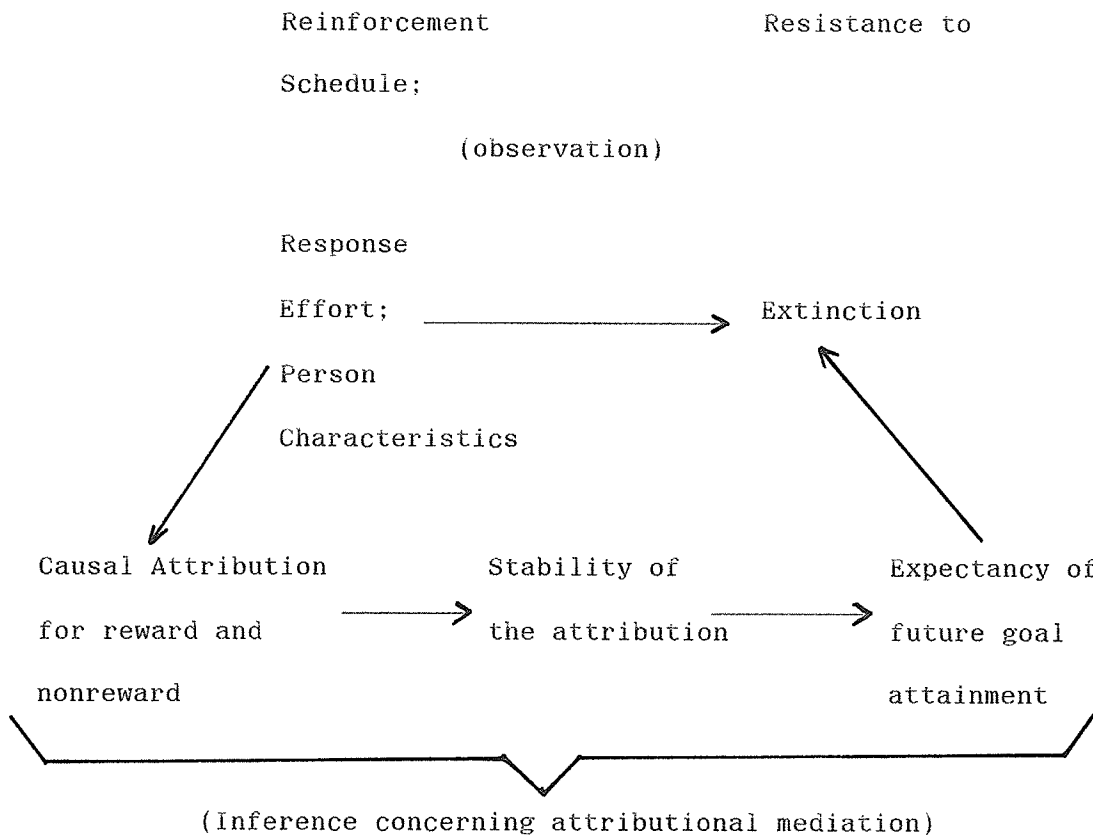 Reinforcement Resistance to
Schedule;
(observation)
Response
Effort; Extinction
Person
Characteristics
Causal Attribution Stability of Expectancy of
for reward and the attribution future goal
nonreward attainment
(Inference concerning attributional mediation)